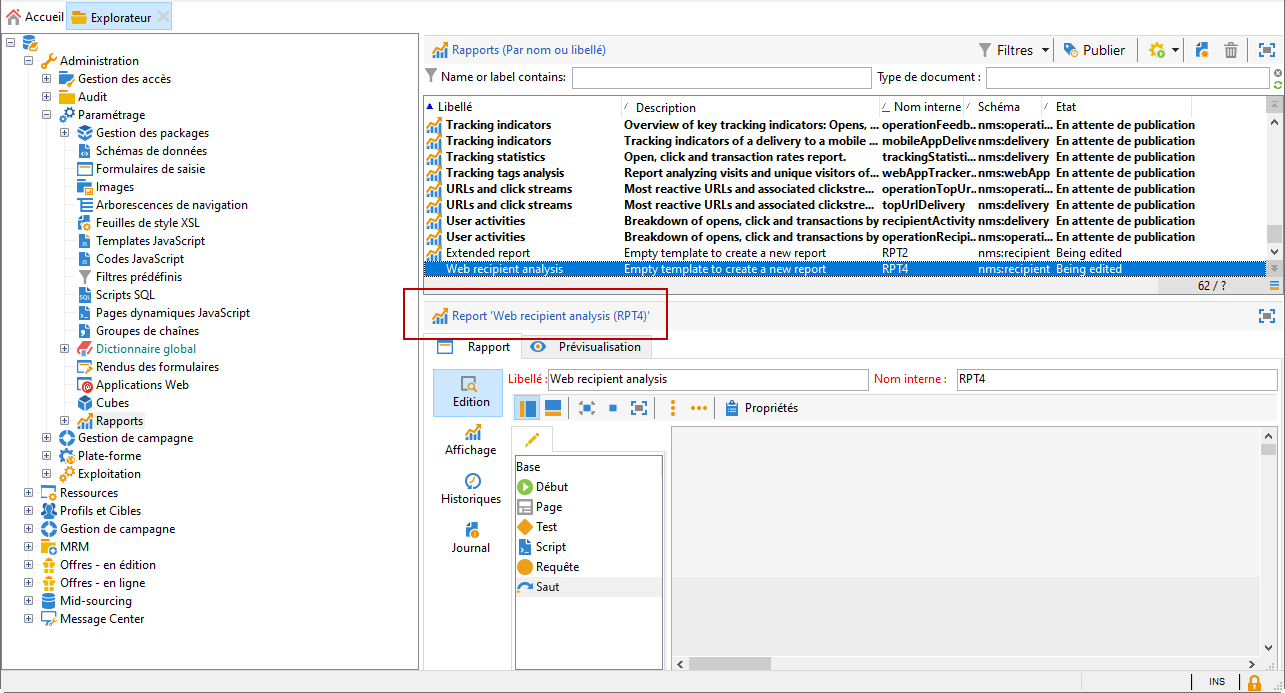 Accueil Explorateur
Administration
Gestion des accès
Audit
Paramétrage
Gestion des packages
Schémas de données
Formulaires de saisie
Images
Arborescences de navigation
Feuilles de style XSL
Templates JavaScript
Codes JavaScript
Filtres prédéfinis
Scripts SQL
Pages dynamiques JavaScript
Groupes de chaînes
Dictionnaire global
Rendus des formulaires
Applications Web
Cubes
Rapports
Gestion de campagne
Plate-forme
Exploitation
Ressources
Profils et Cibles
Gestion de campagne
MRM
Offres - en édition
Offres - en ligne
Mid-sourcing
Message Center
Rapports (Par nom ou libellé) Filtres Publier
Name or label contains: Type de document :
Libellé Description Nom interne Schéma Etat
Tracking indicators Overview of key tracking indicators: Opens, ... operationFeedb... nms:operati... En attente de publication
Tracking indicators Tracking indicators of a delivery to a mobile ... mobileAppDelive nms:delivery En attente de publication
Tracking statistics Open, click and transaction rates report. trackingStatisti... nms:delivery En attente de publication
Tracking tags analysis Report analyzing visits and unique visitors of... webAppTracker... nms:webApp En attente de publication
URLs and click streams Most reactive URLs and associated clickstre... operationTopUr... nms:operati... En attente de publication
URLs and click streams Most reactive URLs and associated clickstre... topUrlDelivery nms:delivery En attente de publication
User activities Breakdown of opens, click and transactions by recipientActivity nms:delivery En attente de publication
User activities Breakdown of opens, click and transactions by operationRecipi... nms:operati... En attente de publication
Extended report Empty template to create a new report RPT2 nms:recipient Being edited
Web recipient analysis Empty template to create a new report RPT4 nms:recipient Being edited
62 / ?
Report 'Web recipient analysis (RPT4)'
Rapport Prévisualisation
Libellé : Web recipient analysis Nom interne : RPT4
Edition
Propriétés
Affichage
Historiques
Journal
Base
Début
Page
Test
Script
Requête
Saut
INS